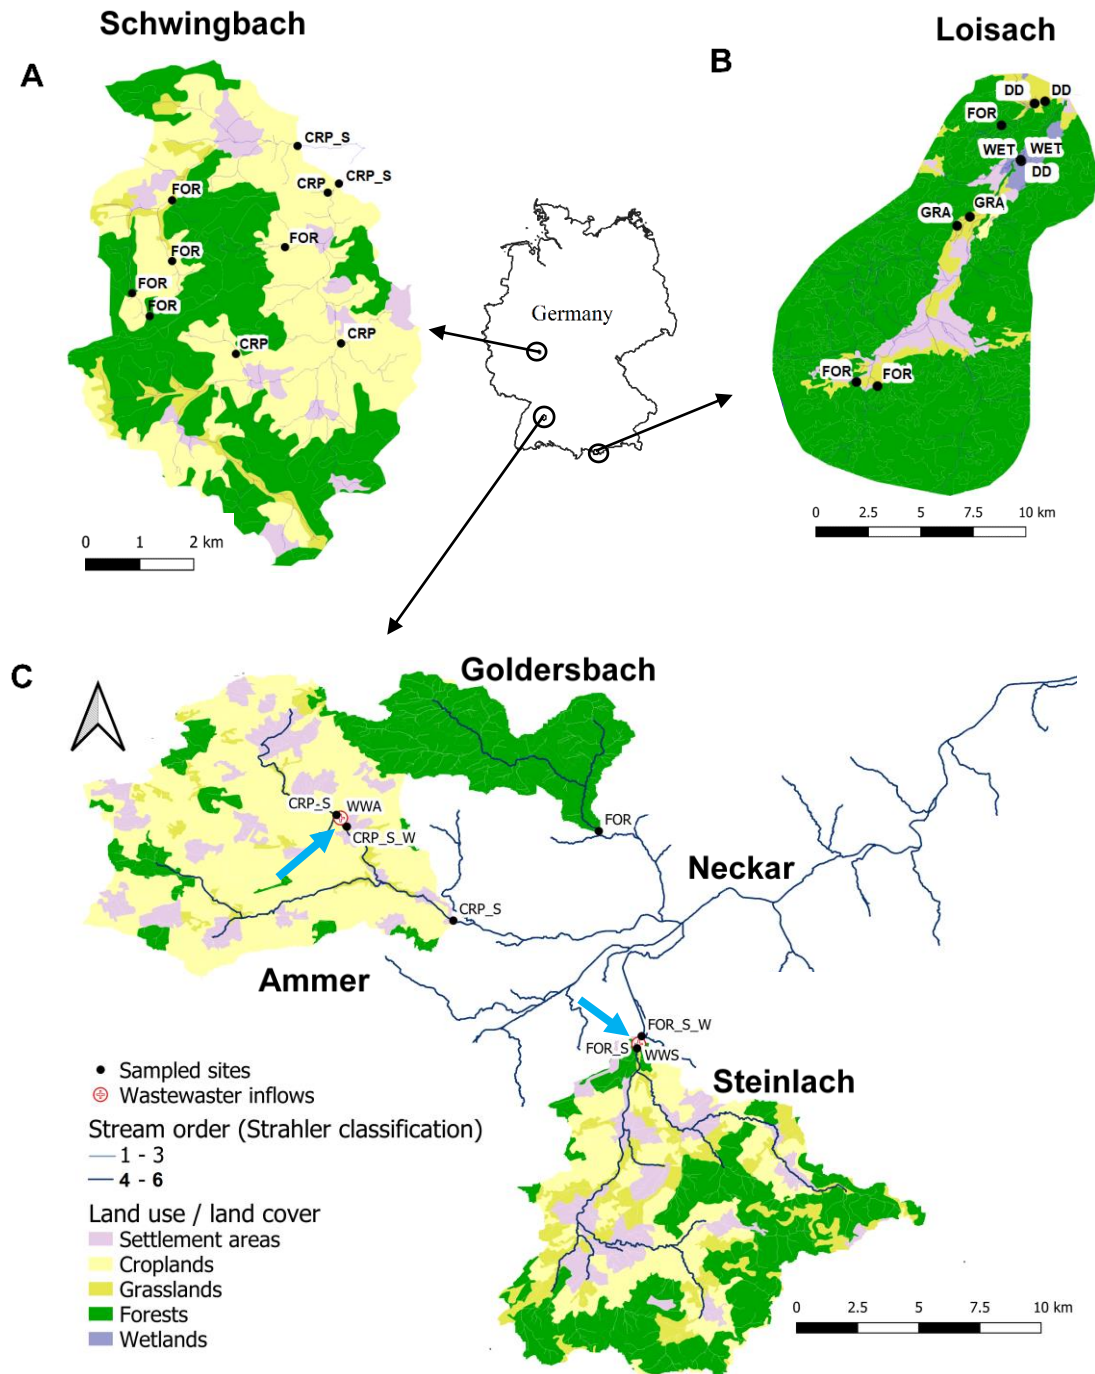 Schwingbach
Loisach
A
B
CRP_S
CRP_S
CRP
FOR
FOR
FOR
FOR
FOR
CRP
CRP
0 1 2 km
Germany
DD DD
FOR
WET WET
DD
GRA GRA
FOR FOR
0 2.5 5 7.5 10 km
C
Goldersbach
CRP-S WWA
CRP_S_W
FOR
CRP_S
Neckar
Ammer
FOR_S_W
FOR_S WWS
Steinlach
Sampled sites
Wastewaster inflows
Stream order (Strahler classification)
1 - 3
4 - 6
Land use / land cover
Settlement areas
Croplands
Grasslands
Forests
Wetlands
0 2.5 5 7.5 10 km